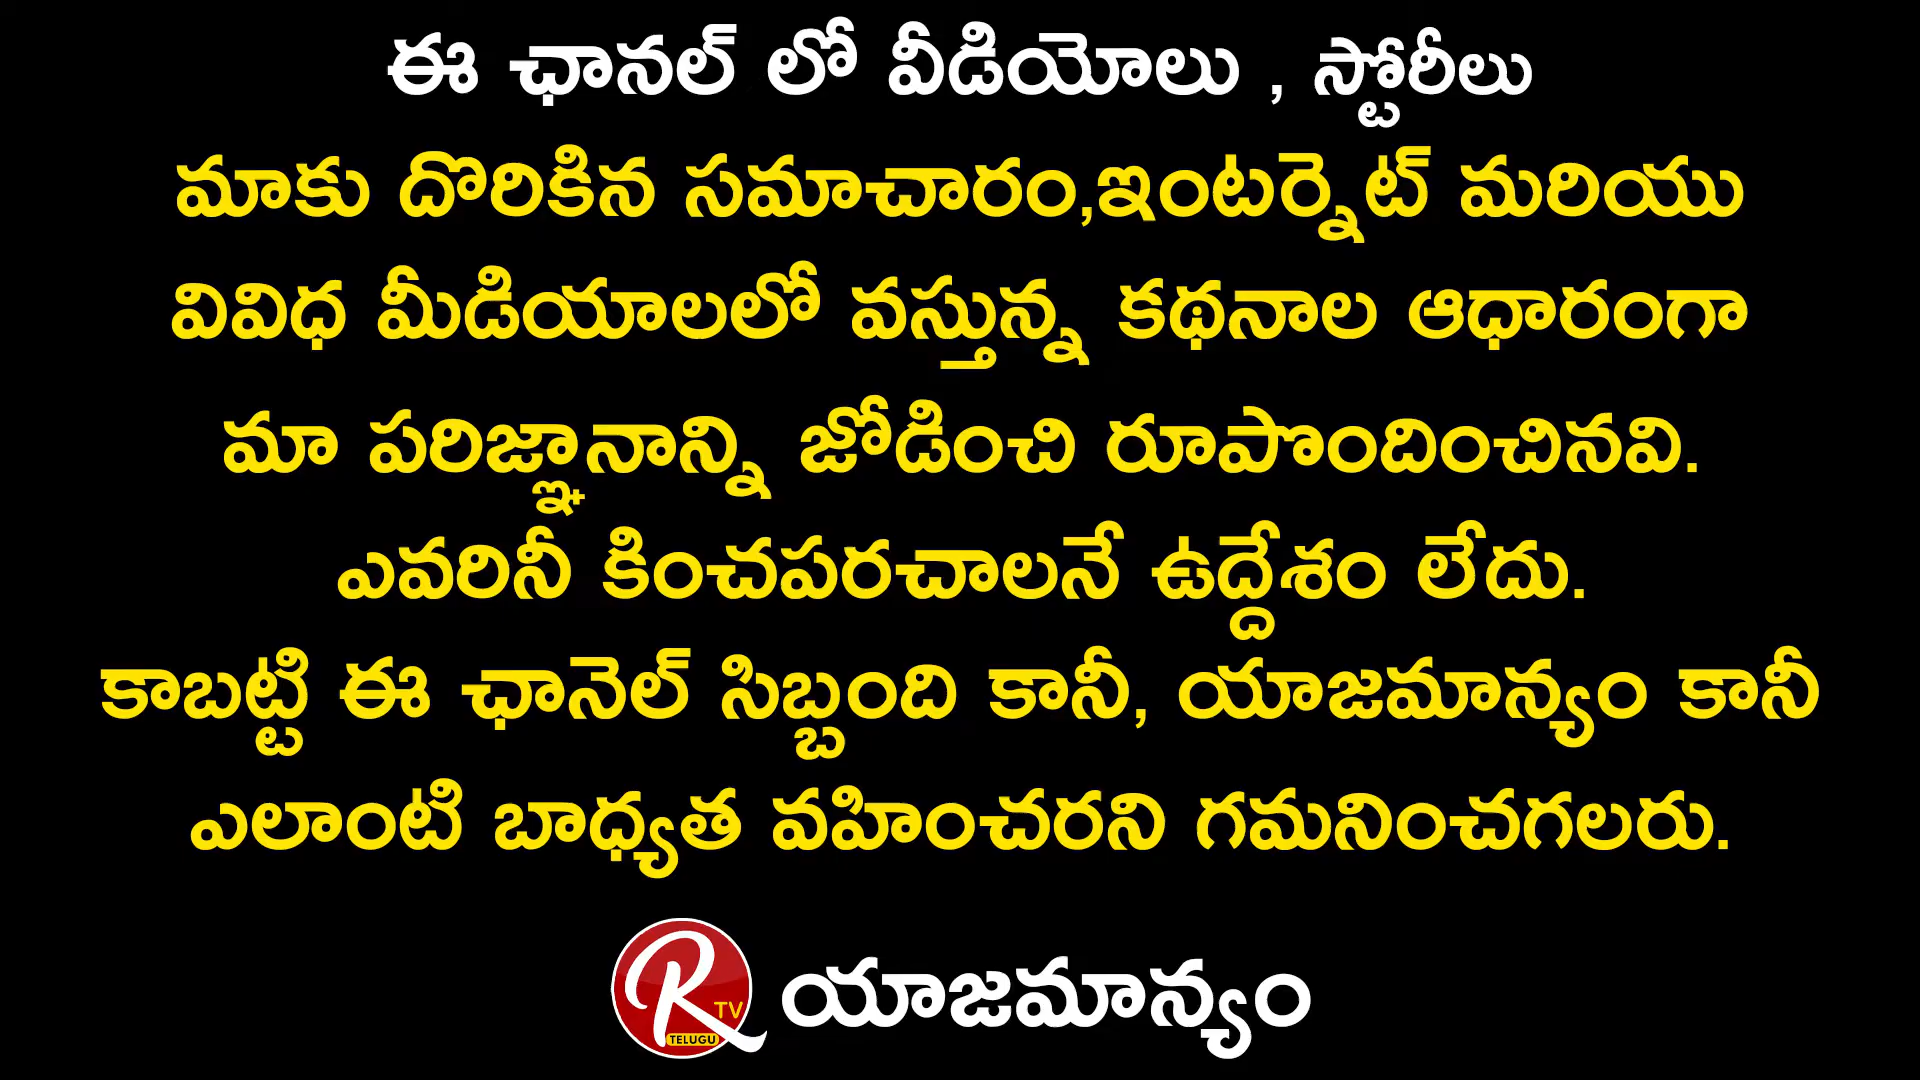 ఈ ఛానల్ లో వీడియోలు , స్టోరీలు
మాకు దొరికిన సమాచారం,ఇంటర్నెట్ మరియు
వివిధ మీడియాలలో వస్తున్న కథనాల ఆధారంగా
మా పరిజ్ఞానాన్ని జోడించి రూపొందించినవి.
ఎవరినీ కించపరచాలనే ఉద్దేశం లేదు.
కాబట్టి ఈ ఛానెల్ సిబ్బంది కానీ, యాజమాన్యం కానీ
ఎలాంటి బాధ్యత వహించరని గమనించగలరు.
R TV TELUGU యాజమాన్యం